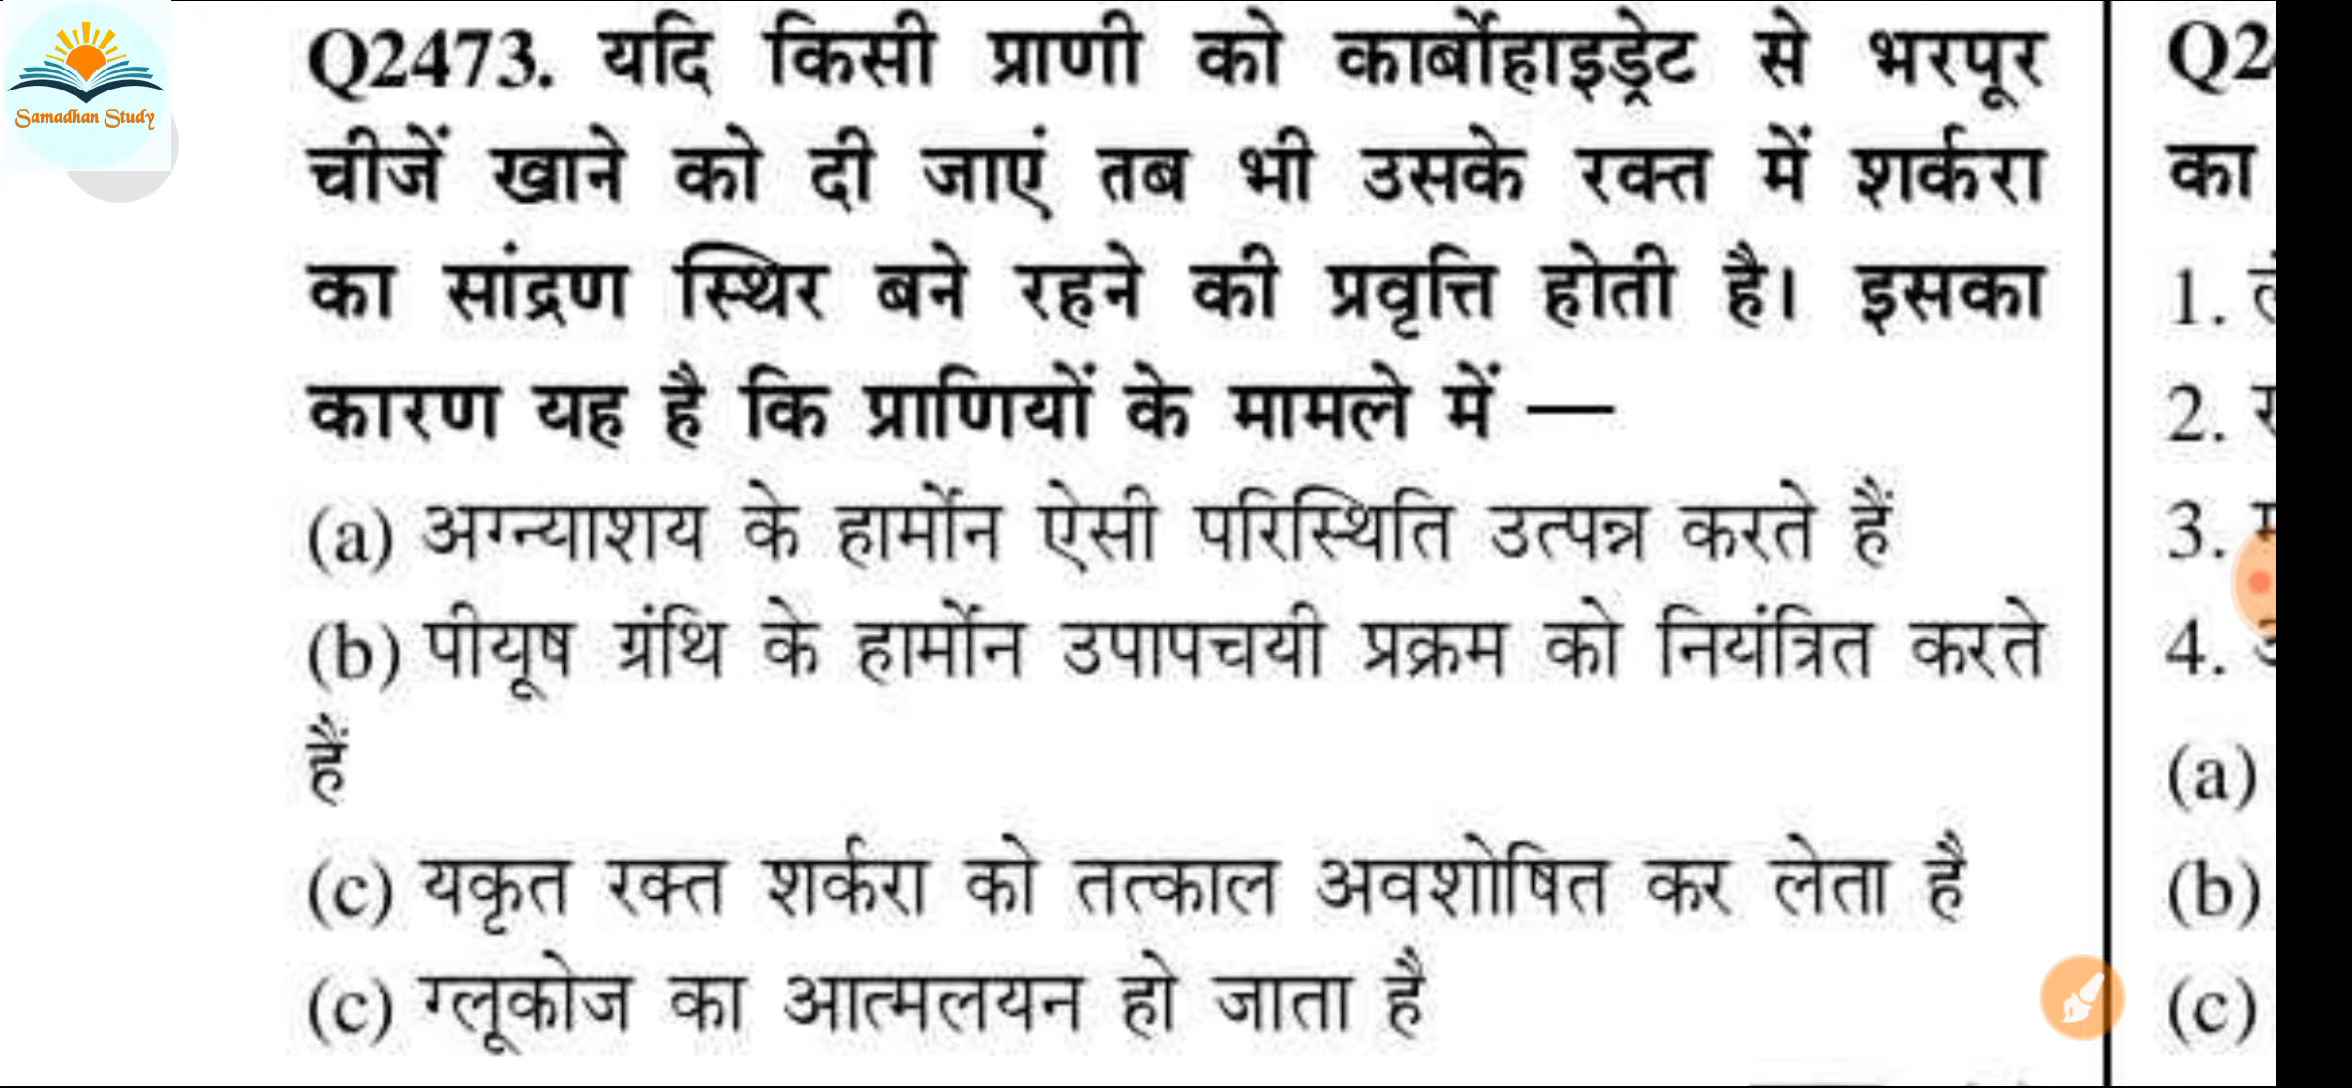 Samadhan Study
Q2473. यदि किसी प्राणी को कार्बोहाइड्रेट से भरपूर
चीजें खाने को दी जाएं तब भी उसके रक्त में शर्करा
का सांद्रण स्थिर बने रहने की प्रवृत्ति होती है। इसका
कारण यह है कि प्राणियों के मामले में —
(a) अग्न्याशय के हार्मोन ऐसी परिस्थिति उत्पन्न करते हैं
(b) पीयूष ग्रंथि के हार्मोन उपापचयी प्रक्रम को नियंत्रित करते
हैं
(c) यकृत रक्त शर्करा को तत्काल अवशोषित कर लेता है
(c) ग्लूकोज का आत्मलयन हो जाता है
Q2
का
1.
2.
3.
4.
(a)
(b)
(c)